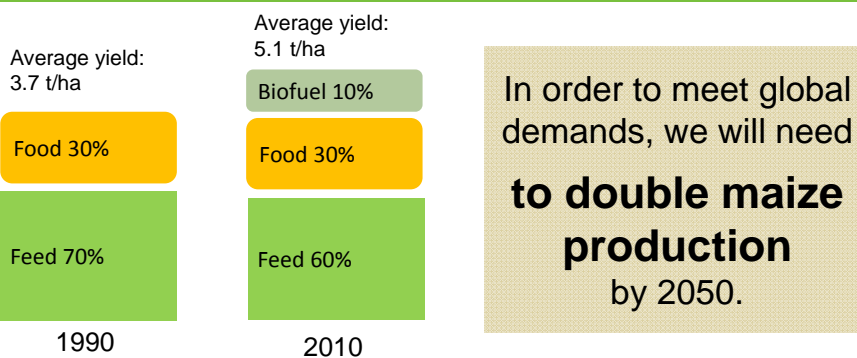 Average yield:
3.7 t/ha
Food 30%
Feed 70%
1990
Average yield:
5.1 t/ha
Biofuel 10%
Food 30%
Feed 60%
2010
In order to meet global
demands, we will need
to double maize
production
by 2050.